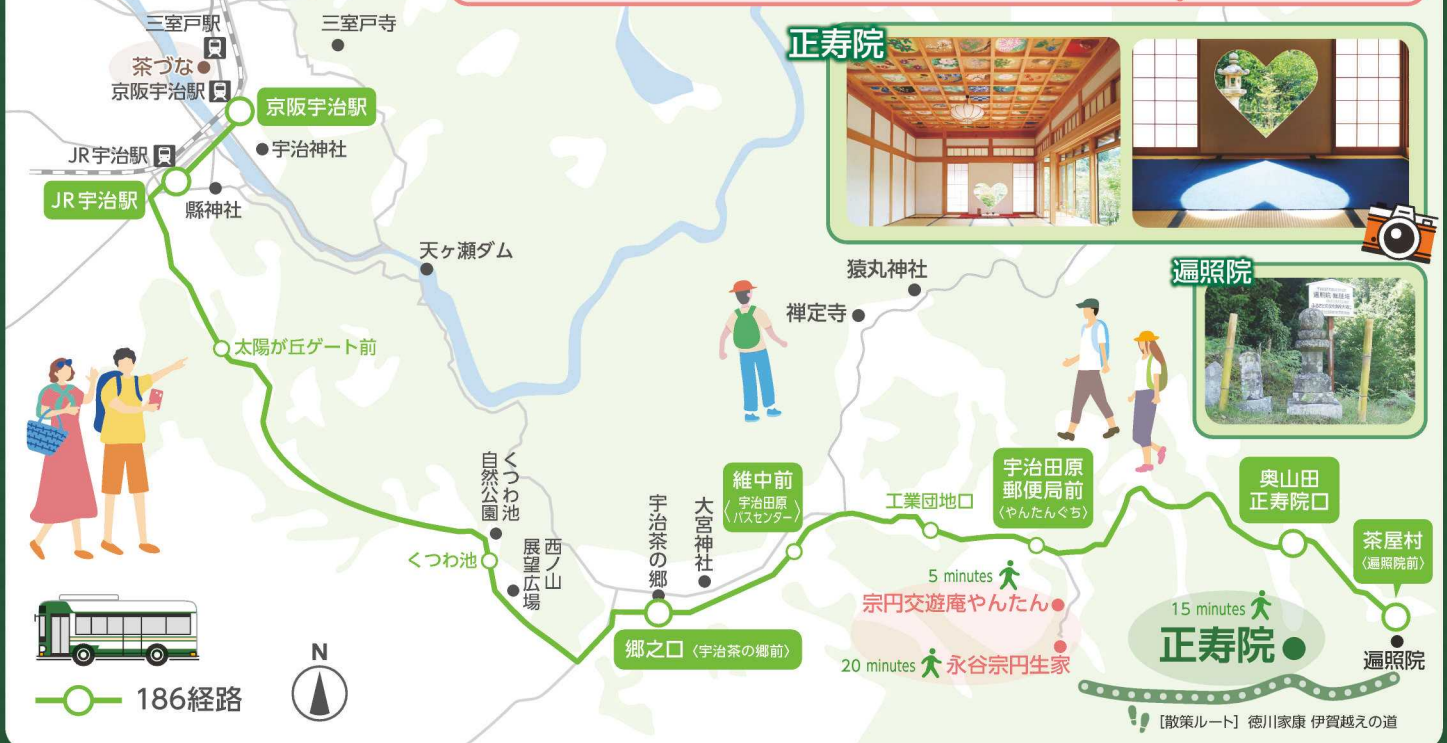 三室戸駅
三室戸寺
茶づな
京阪宇治駅
京阪宇治駅
JR宇治駅
宇治神社
JR宇治駅
縣神社
正寿院
天ヶ瀬ダム
猿丸神社
禅定寺
遍照院
太陽が丘ゲート前
くつわ池
自然公園
くつわ池
西ノ山
展望広場
宇治茶の郷
大宮神社
維中前
〈宇治田原
バスセンター〉
工業団地口
宇治田原
郵便局前
〈やんたんぐち〉
奥山田
正寿院口
茶屋村
〈遍照院前〉
郷之口〈宇治茶の郷前〉
5 minutes
宗円交遊庵やんたん
20 minutes
永谷宗円生家
15 minutes
正寿院
遍照院
N
186経路
[散策ルート] 徳川家康 伊賀越えの道